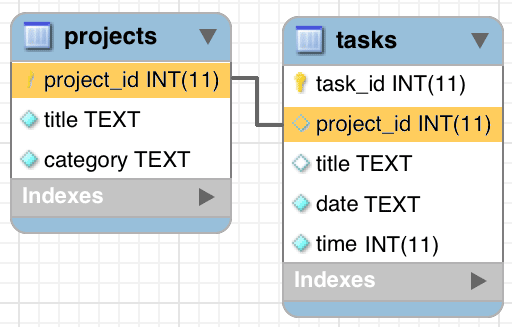 projects
project_id INT(11)
title TEXT
category TEXT
Indexes
tasks
task_id INT(11)
project_id INT(11)
title TEXT
date TEXT
time INT(11)
Indexes